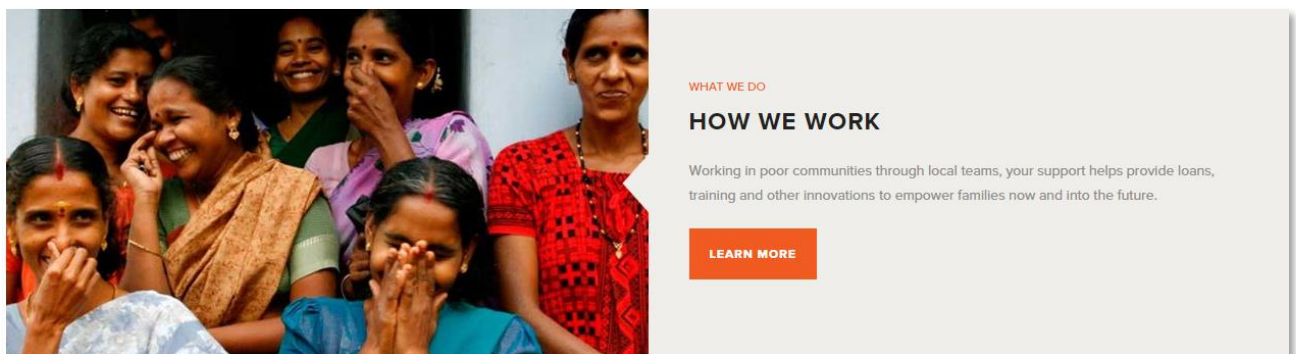 WHAT WE DO
HOW WE WORK
Working in poor communities through local teams, your support helps provide loans,
training and other innovations to empower families now and into the future.
LEARN MORE